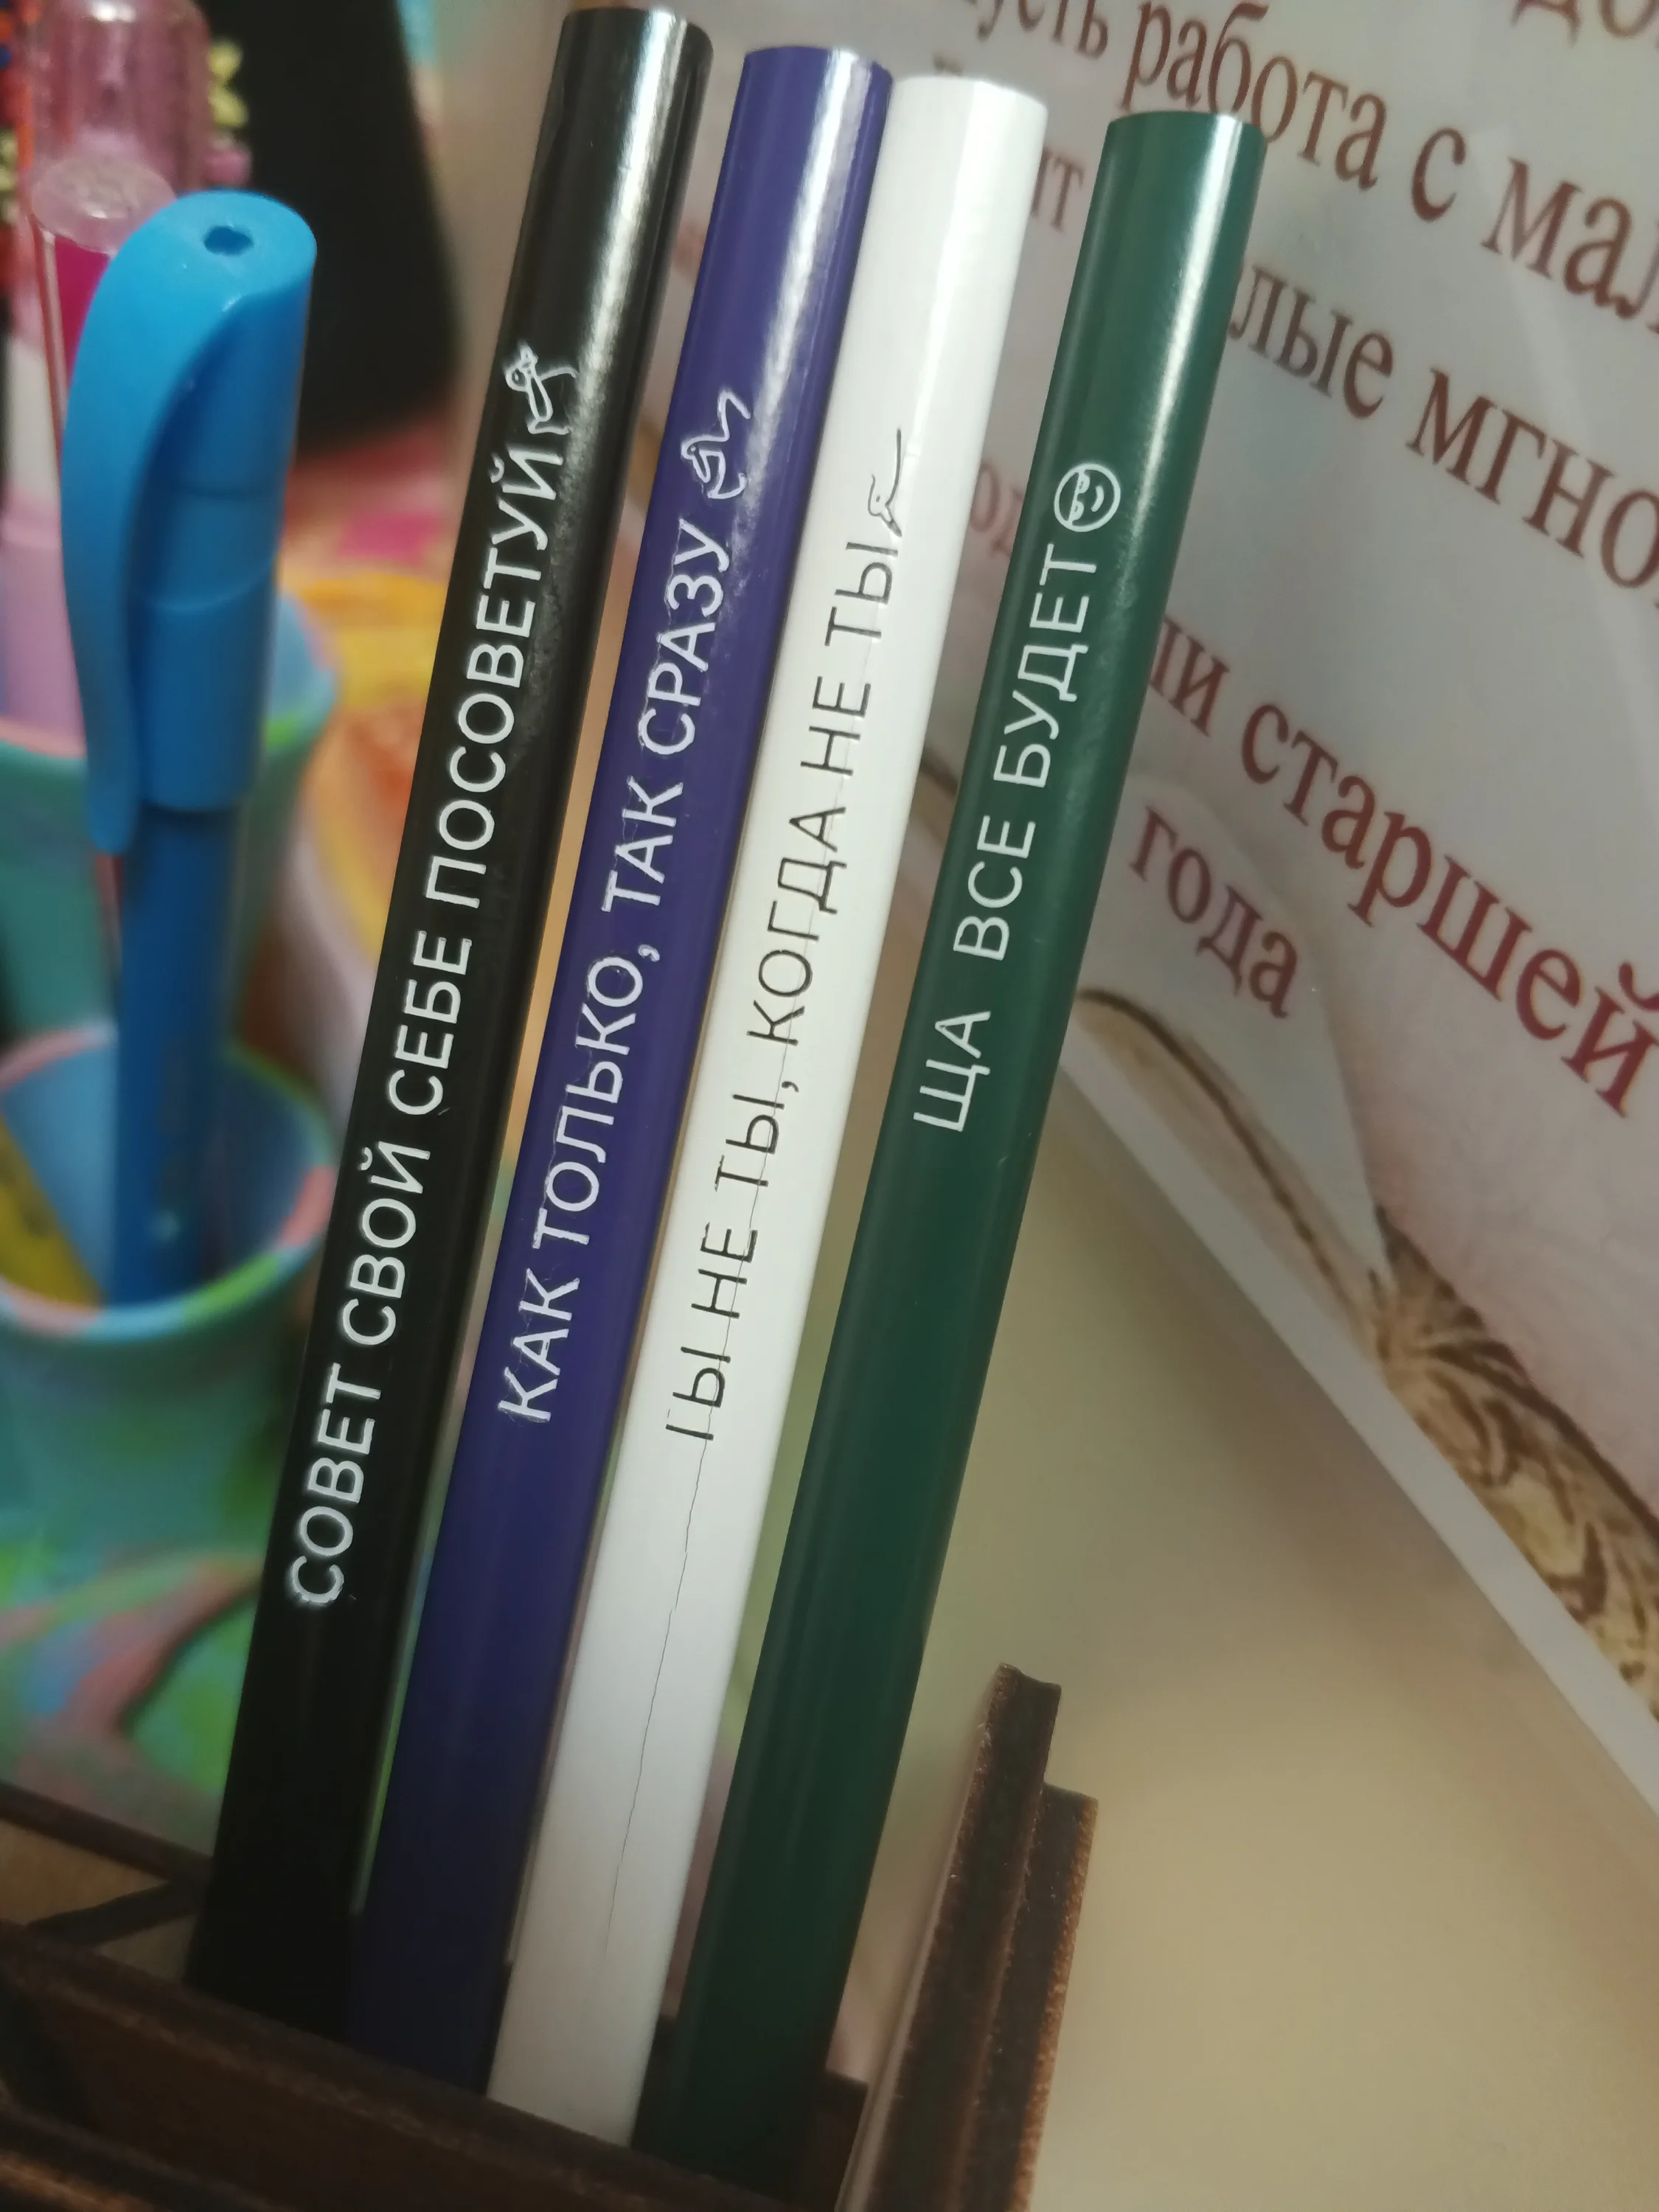 СОВЕТ СВОЙ СЕБЕ ПОСОВЕТУЙ
КАК ТОЛЬКО, ТАК СРАЗУ
ТЫ НЕ ТЫ, КОГДА НЕ ТЫ
ЩА ВСЕ БУДЕТ
работа с
мгно
старшей
года